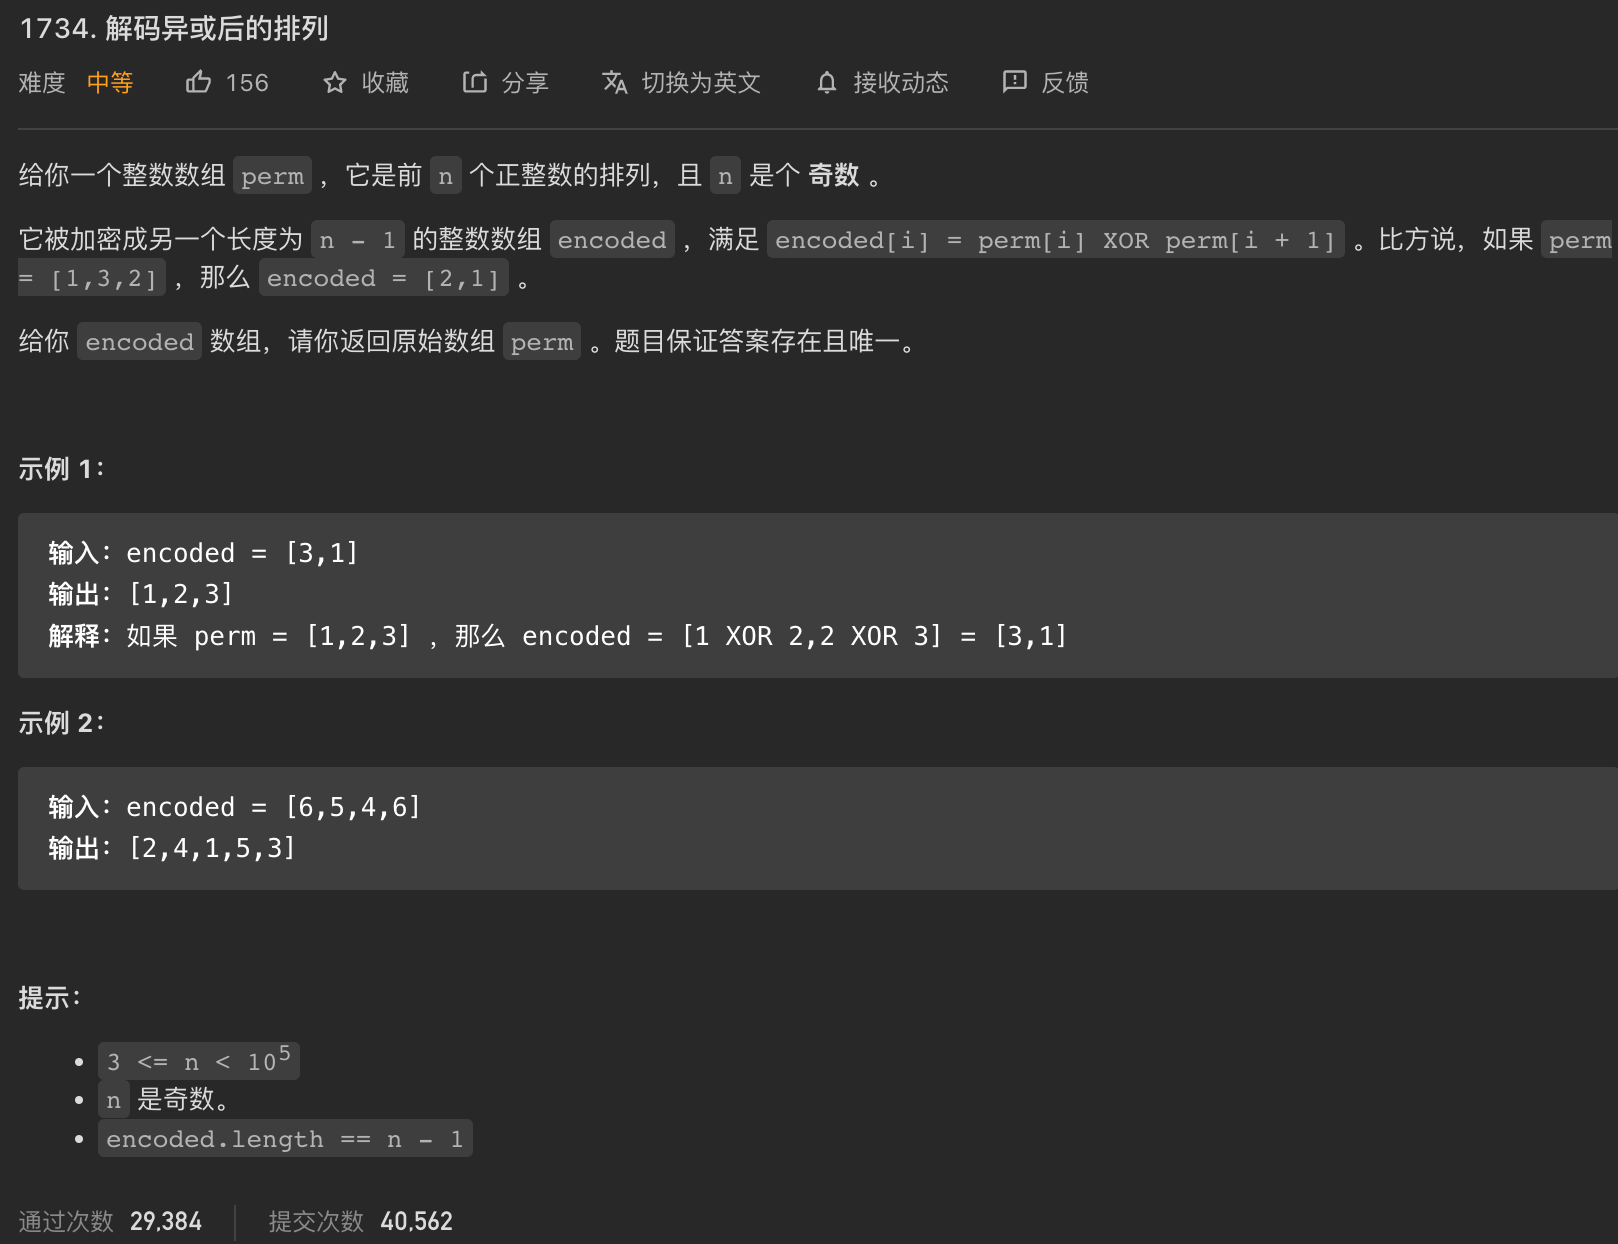 1734. 解码异或后的排列
难度 中等 156 收藏 分享 切换为英文 接收动态 反馈
给你一个整数数组 perm ，它是前 n 个正整数的排列，且 n 是个 奇数 。
它被加密成另一个长度为 n - 1 的整数数组 encoded ，满足 encoded[i] = perm[i] XOR perm[i + 1] 。比方说，如果 perm
= [1,3,2] ，那么 encoded = [2,1] 。
给你 encoded 数组，请你返回原始数组 perm 。题目保证答案存在且唯一。
示例 1：
输入：encoded = [3,1]
输出：[1,2,3]
解释：如果 perm = [1,2,3] ，那么 encoded = [1 XOR 2,2 XOR 3] = [3,1]
示例 2：
输入：encoded = [6,5,4,6]
输出：[2,4,1,5,3]
提示：
• 3 <= n < 10⁵
• n 是奇数。
• encoded.length == n - 1
通过次数 29,384 提交次数 40,562